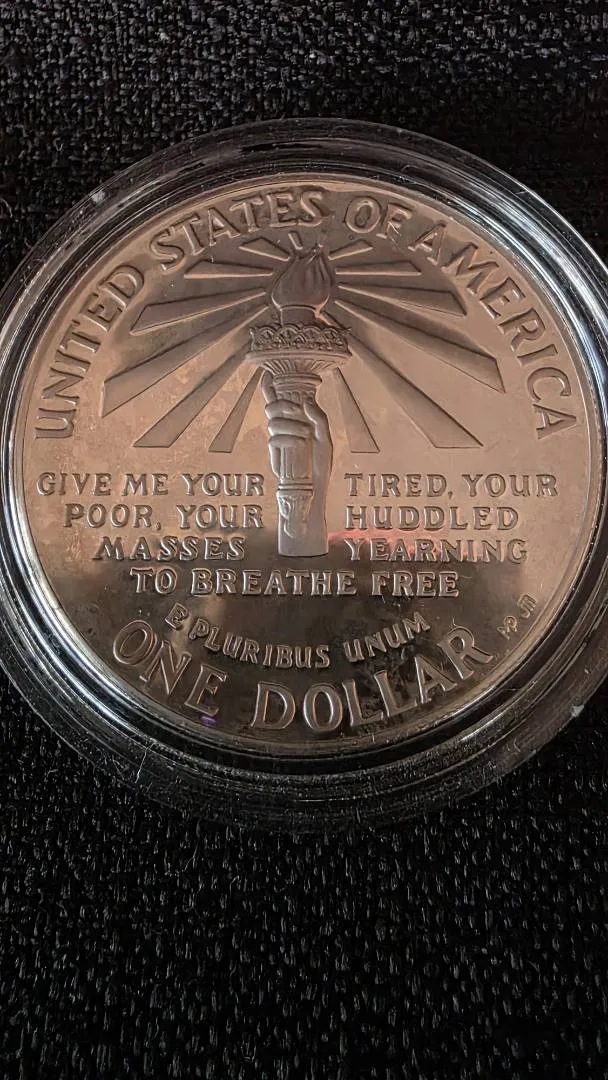 UNITED STATES OF AMERICA
GIVE ME YOUR TIRED, YOUR
POOR, YOUR HUDDLED
MASSES YEARNING
TO BREATHE FREE
E PLURIBUS UNUM
ONE DOLLAR